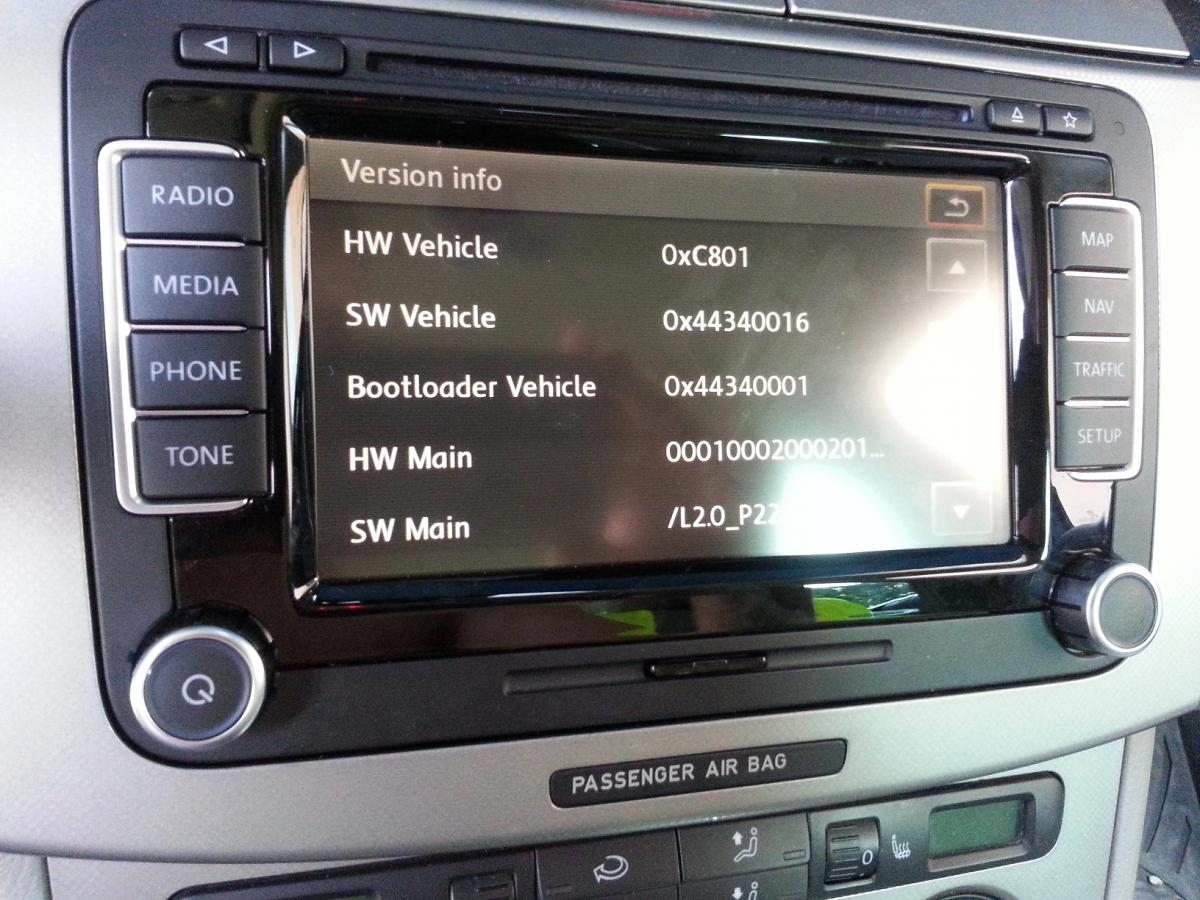 Version info
RADIO
MEDIA
PHONE
TONE
HW Vehicle 0xC801
SW Vehicle 0x44340016
Bootloader Vehicle 0x44340001
HW Main 00010002000201...
SW Main /L2.0_P22
MAP
NAV
TRAFFIC
SETUP
PASSENGER AIR BAG
0